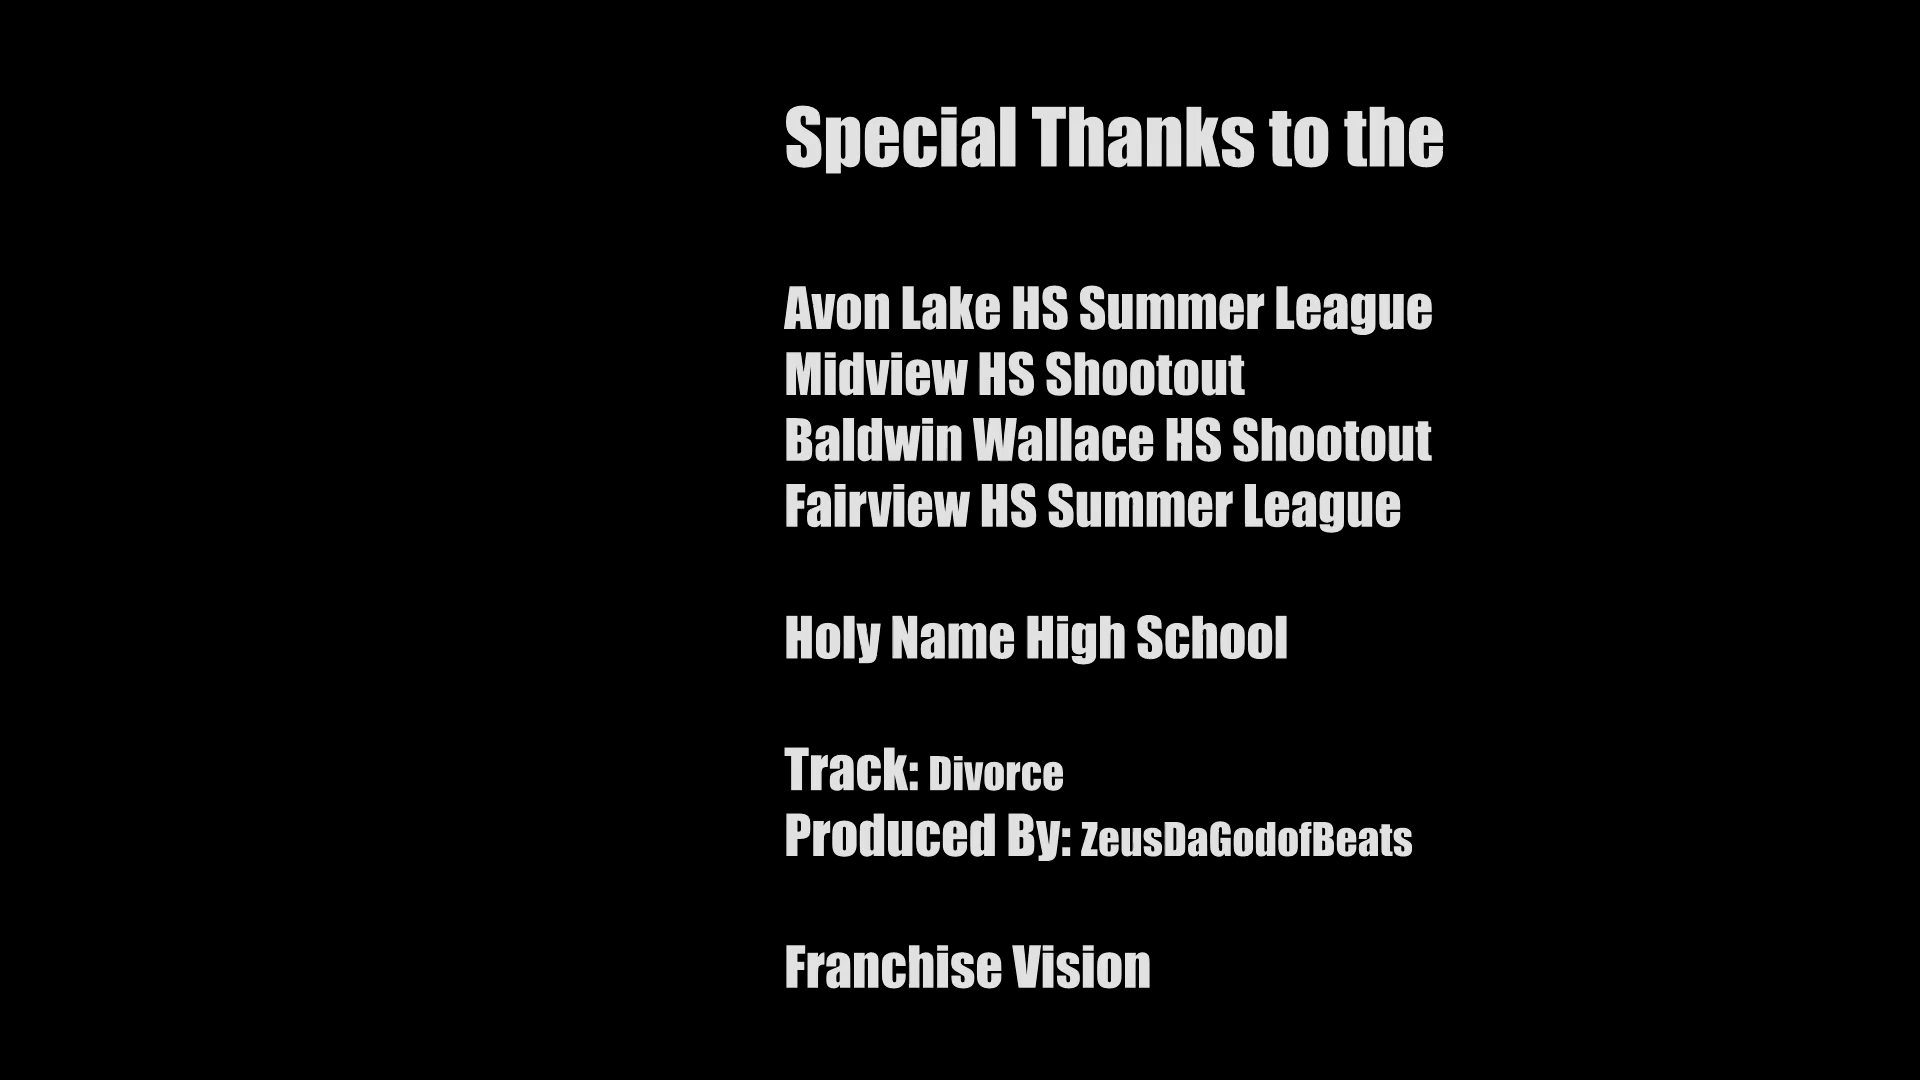 Special Thanks to the
Avon Lake HS Summer League
Midview HS Shootout
Baldwin Wallace HS Shootout
Fairview HS Summer League
Holy Name High School
Track: Divorce
Produced By: ZeusDaGodofBeats
Franchise Vision